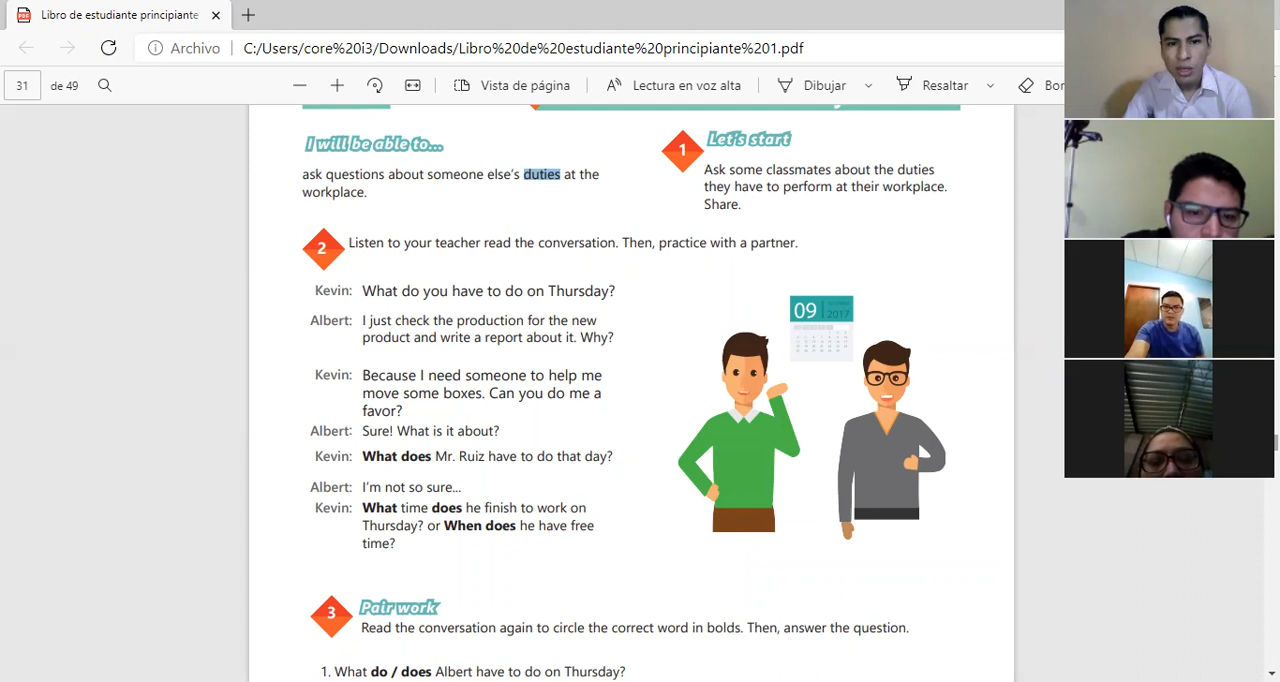 Libro de estudiante principiante
Archivo
C:/Users/core%20i3/Downloads/Libro%20de%20estudiante%20principiante%201.pdf
31 de 49
Vista de página
Lectura en voz alta
Dibujar
Resaltar
Bor
I will be able to...
ask questions about someone else's duties at the
workplace.
1 Let's start
Ask some classmates about the duties
they have to perform at their workplace.
Share.
2 Listen to your teacher read the conversation. Then, practice with a partner.
Kevin: What do you have to do on Thursday?
Albert: I just check the production for the new
product and write a report about it. Why?
Kevin: Because I need someone to help me
move some boxes. Can you do me a
favor?
Albert: Sure! What is it about?
Kevin: What does Mr. Ruiz have to do that day?
Albert: I'm not so sure...
Kevin: What time does he finish to work on
Thursday? or When does he have free
time?
09
2017
3 Pair work
Read the conversation again to circle the correct word in bolds. Then, answer the question.
1. What do / does Albert have to do on Thursday?